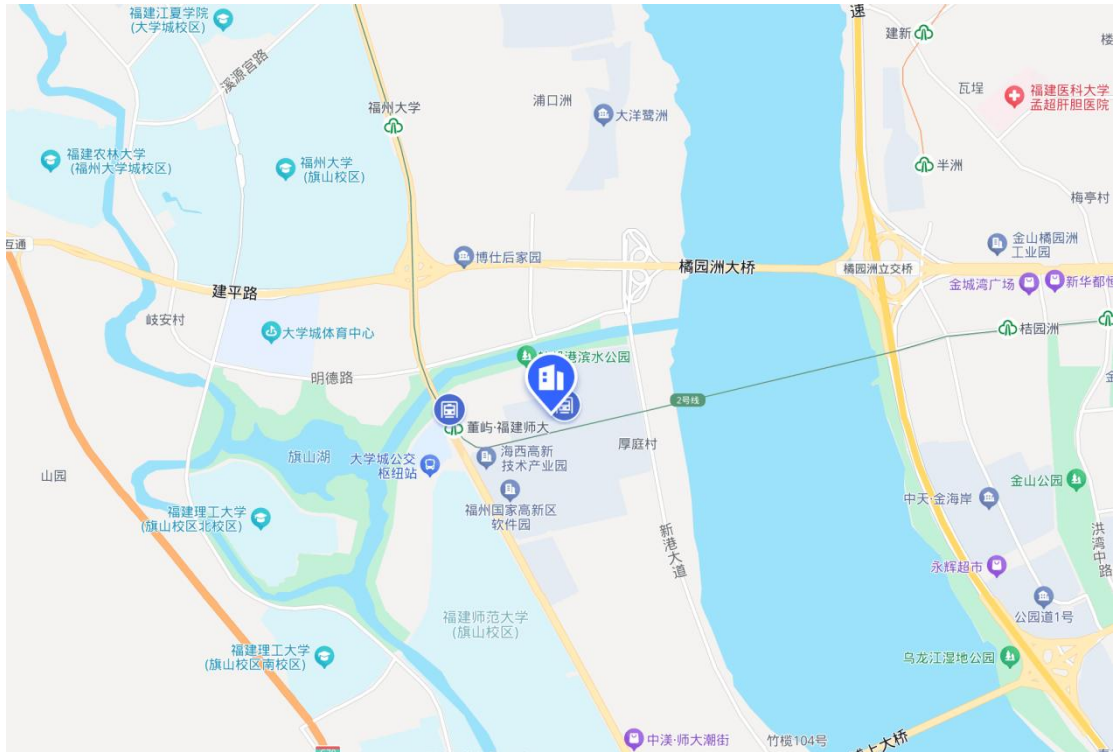 福建江夏学院
(大学城校区)
速
建新
楼
溪源宫路
福州大学
浦口洲
大洋鹭洲
瓦埕
福建医科大学
孟超肝胆医院
福建农林大学
(福州大学城校区)
福州大学
(旗山校区)
半洲
梅亭村
互通
博仕后家园
橘园洲大桥
橘园洲立交桥
金山橘园洲
工业园
金城湾广场
新华都
建平路
岐安村
大学城体育中心
桔园洲
港滨水公园
金
明德路
2号线
董屿·福建师大
厚庭村
旗山湖
大学城公交
枢纽站
海西高新
技术产业园
山园
福州国家高新区
软件园
中天·金海岸
金山公园
福建理工大学
(旗山校区北校区)
新港大道
洪湾中路
永辉超市
公园道1号
福建师范大学
(旗山校区)
福建理工大学
(旗山校区南校区)
乌龙江湿地公园
中渼·师大潮街
竹榄104号
上大桥